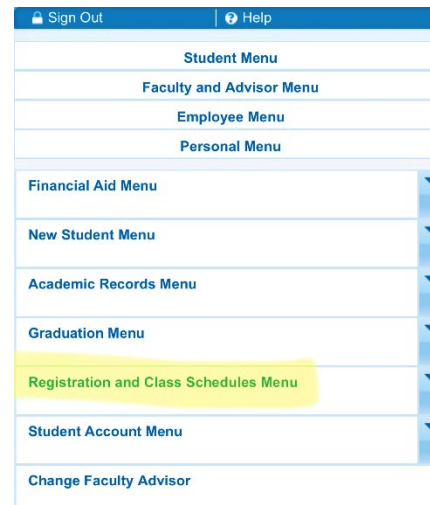 Sign Out Help
Student Menu
Faculty and Advisor Menu
Employee Menu
Personal Menu
Financial Aid Menu
New Student Menu
Academic Records Menu
Graduation Menu
Registration and Class Schedules Menu
Student Account Menu
Change Faculty Advisor